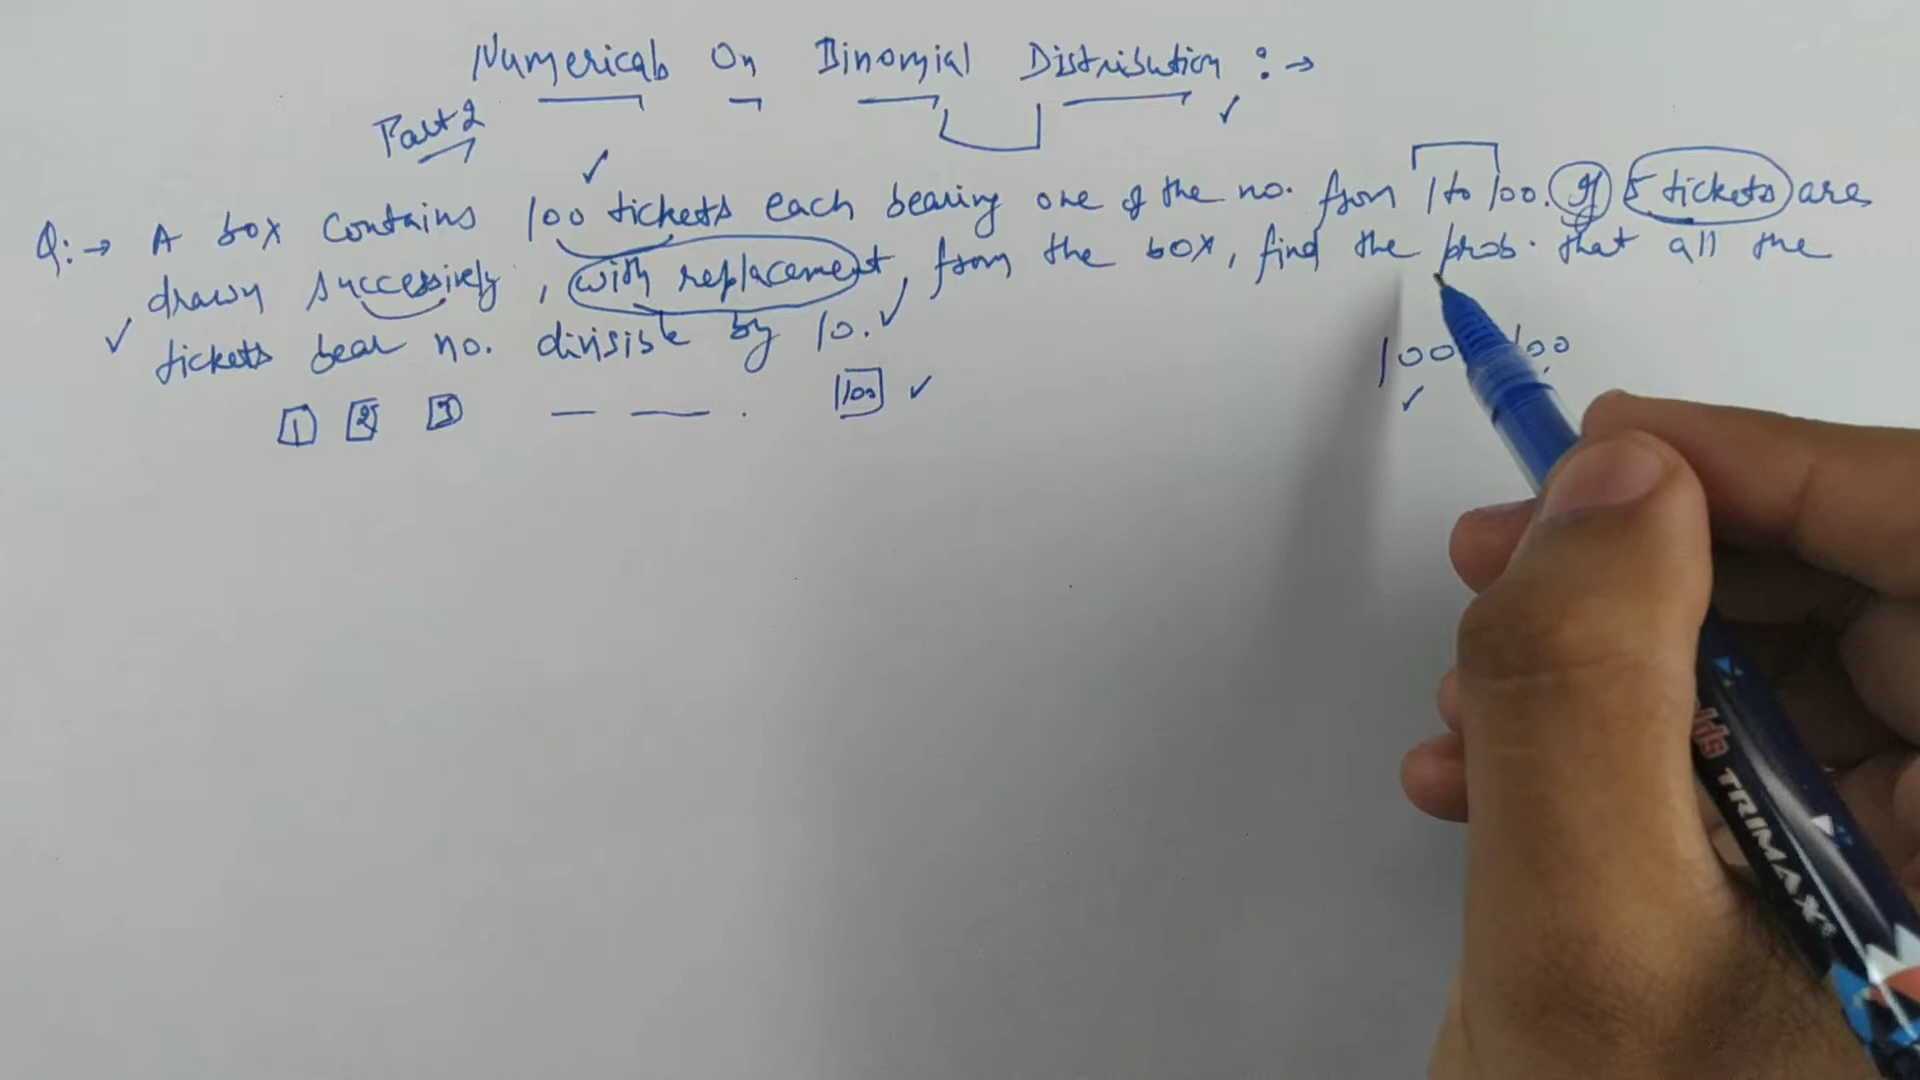 Numericals On Binomial Distribution :→
Part 2
Q:→ A box contains 100 tickets each bearing one of the no. from 1 to 100. If 5 tickets are
drawn successively, with replacement, from the box, find the prob. that all the
tickets bear no. divisible by 10.
1 2 3 — — . 100
100 100
TRIMAX